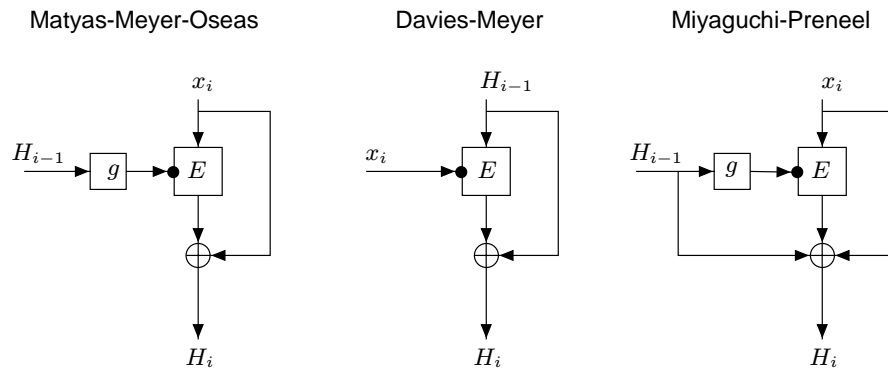 Matyas-Meyer-Oseas
x_i
H_{i-1}
g
E
H_i
Davies-Meyer
H_{i-1}
x_i
E
H_i
Miyaguchi-Preneel
x_i
H_{i-1}
g
E
H_i